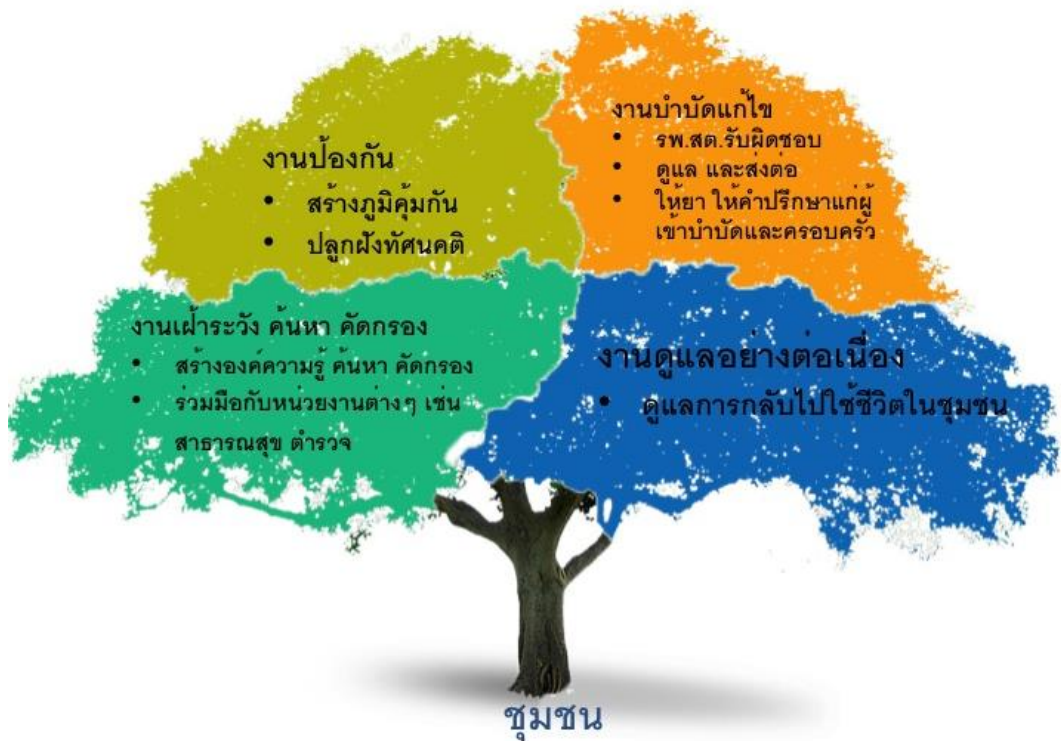 งานป้องกัน
• สร้างภูมิคุ้มกัน
• ปลูกฝังทัศนคติ
งานบำบัดแก้ไข
• รพ.สต.รับผิดชอบ
• ดูแล และส่งต่อ
• ให้ยา ให้คำปรึกษาแก่ผู้
เข้าบำบัดและครอบครัว
งานเฝ้าระวัง ค้นหา คัดกรอง
• สร้างองค์ความรู้ ค้นหา คัดกรอง
• ร่วมมือกับหน่วยงานต่างๆ เช่น
สาธารณสุข ตำรวจ
งานดูแลอย่างต่อเนื่อง
• ดูแลการกลับไปใช้ชีวิตในชุมชน
ชุมชน